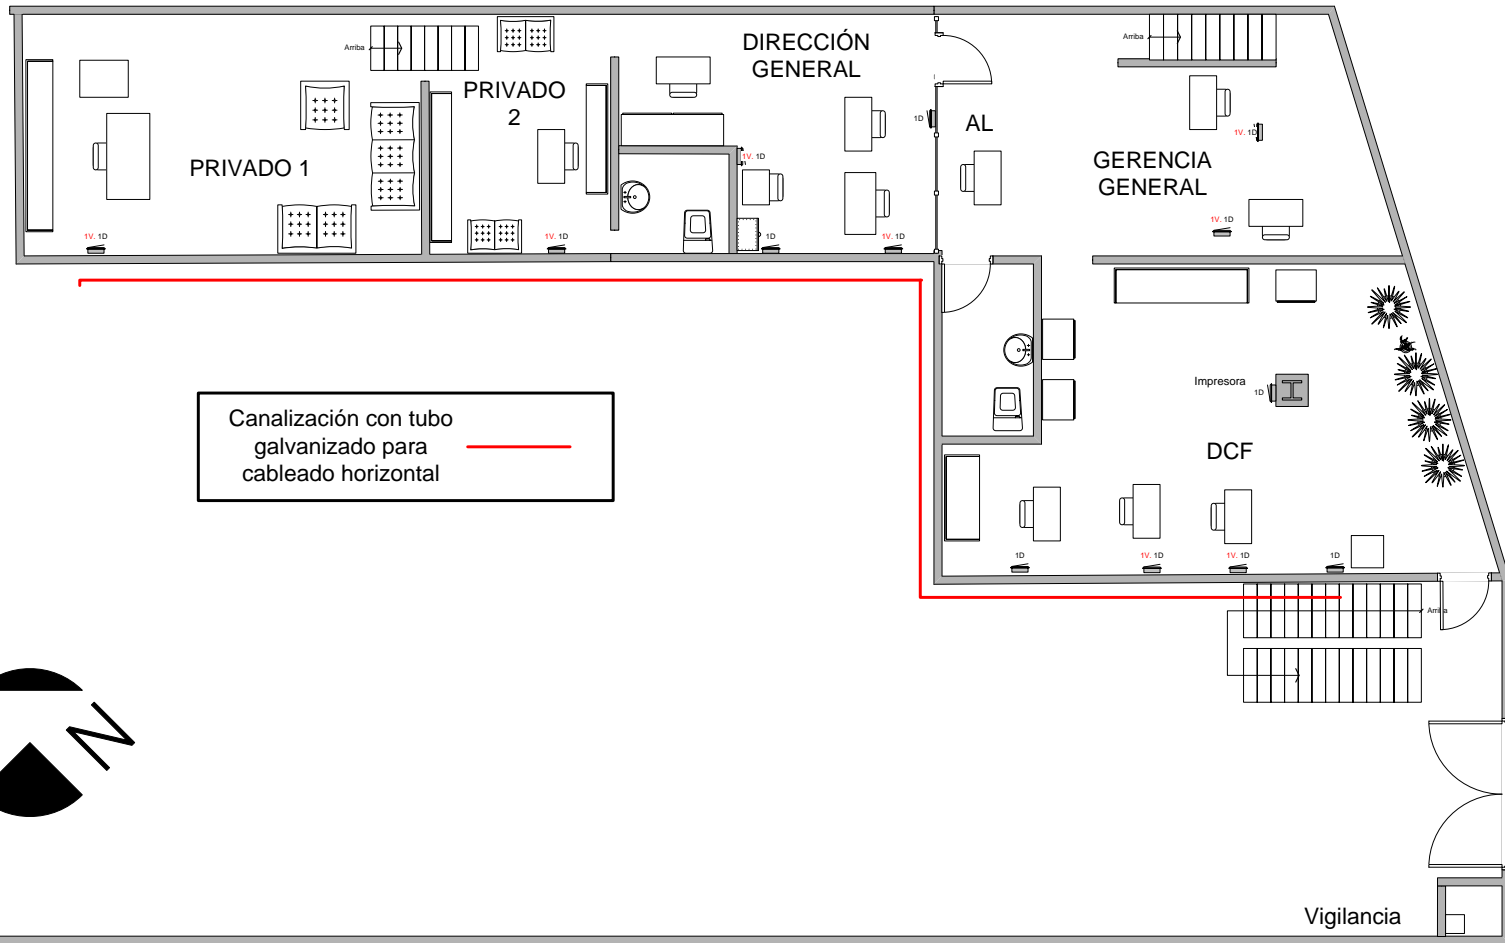 Arriba
DIRECCIÓN
GENERAL
Arriba
PRIVADO
2
1D
AL
1V. 1D
PRIVADO 1
1V. 1D
GERENCIA
GENERAL
1V. 1D
1V. 1D
1V. 1D
1D
1V. 1D
Impresora
1D
I
Canalización con tubo
galvanizado para
cableado horizontal
DCF
1D
1V. 1D
1V. 1D
1D
Arriba
N
Vigilancia